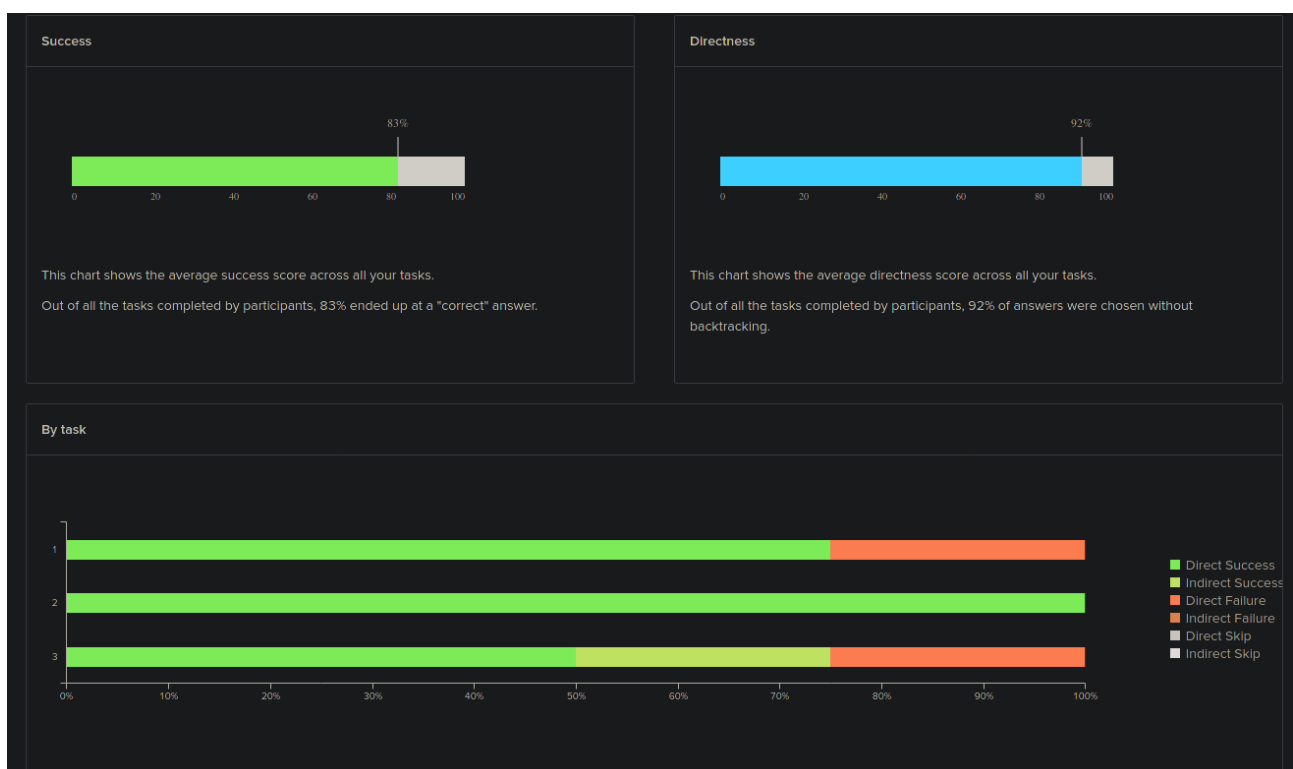 Success
83%
0 20 40 60 80 100
This chart shows the average success score across all your tasks.
Out of all the tasks completed by participants, 83% ended up at a "correct" answer.
Directness
92%
0 20 40 60 80 100
This chart shows the average directness score across all your tasks.
Out of all the tasks completed by participants, 92% of answers were chosen without
backtracking.
By task
1
2
3
0% 10% 20% 30% 40% 50% 60% 70% 80% 90% 100%
Direct Success
Indirect Success
Direct Failure
Indirect Failure
Direct Skip
Indirect Skip